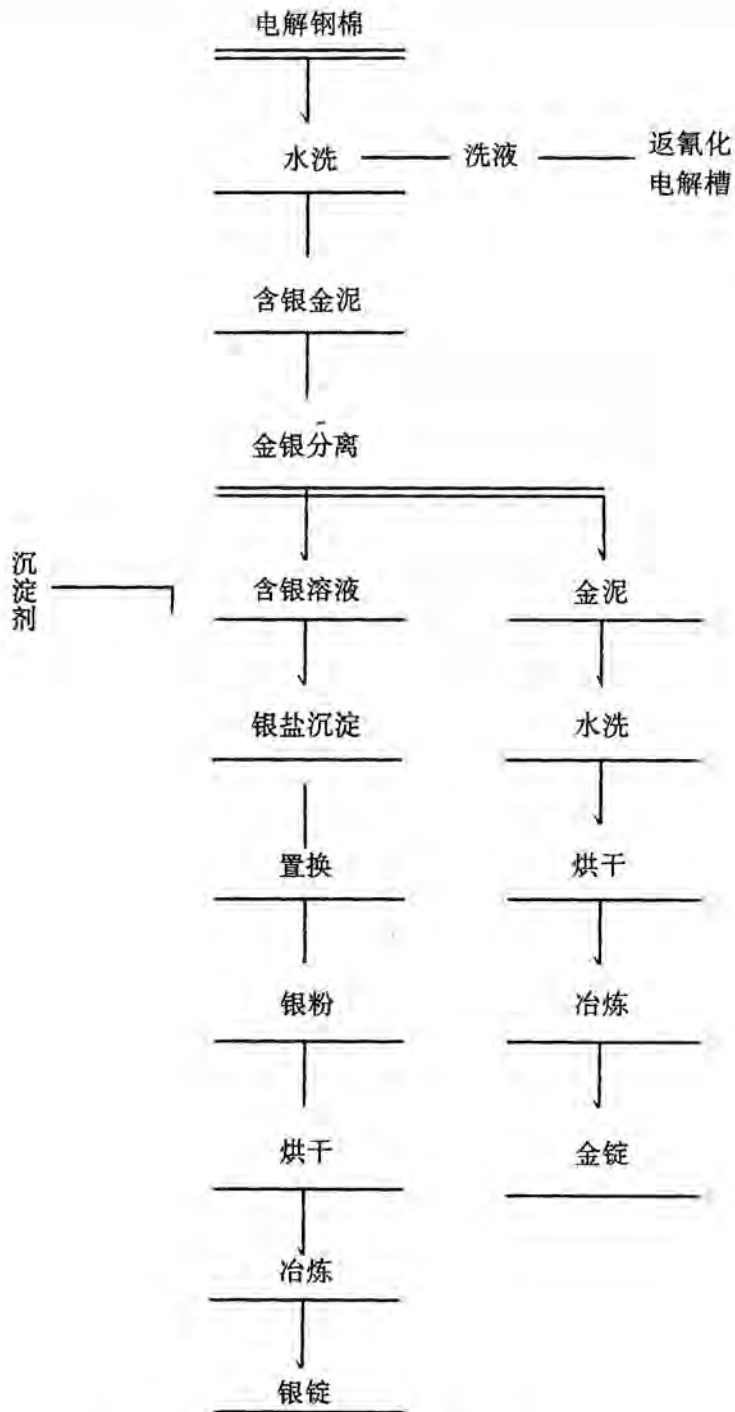 电解钢棉
水洗
洗液
返氰化
电解槽
含银金泥
金银分离
沉淀剂
含银溶液
金泥
银盐沉淀
水洗
置换
烘干
银粉
冶炼
烘干
金锭
冶炼
银锭